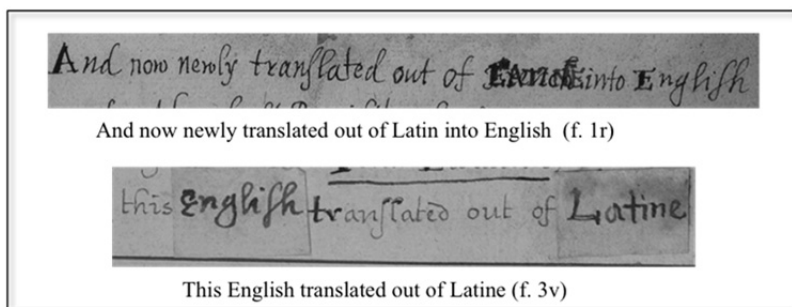 And now newly tranſlated out of into Engliſh
And now newly translated out of Latin into English (f. 1r)
this Engliſh tranſlated out of Latine
This English translated out of Latine (f. 3v)